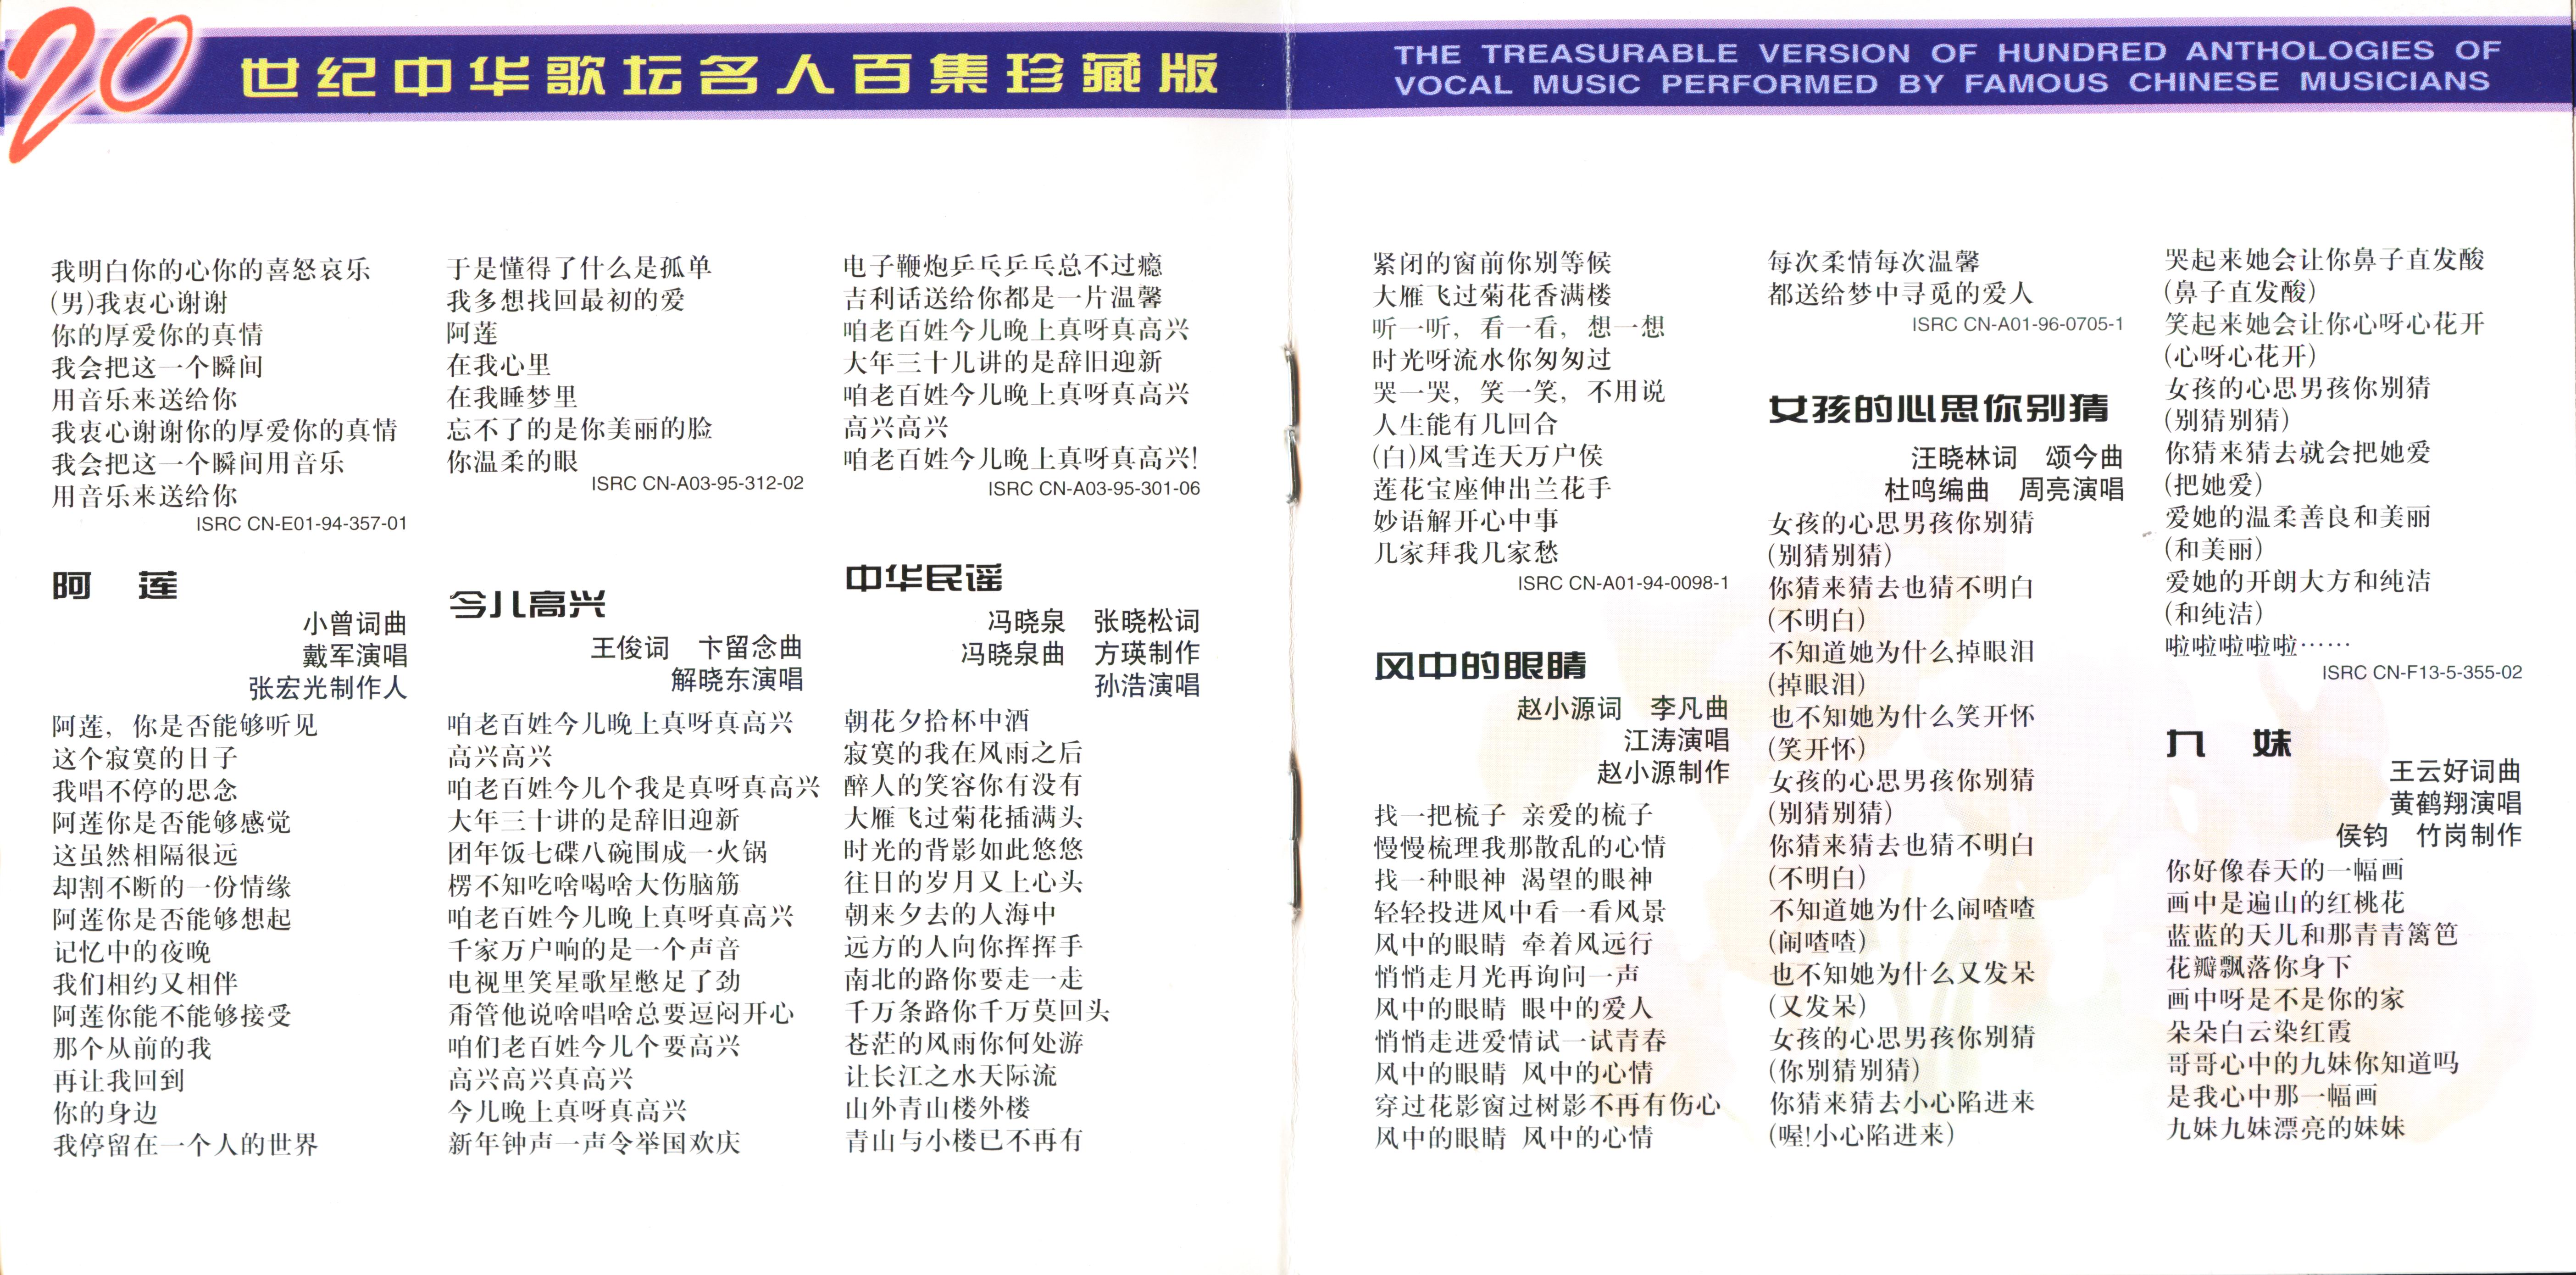 20世纪中华歌坛名人百集珍藏版
THE TREASURABLE VERSION OF HUNDRED ANTHOLOGIES OF
VOCAL MUSIC PERFORMED BY FAMOUS CHINESE MUSICIANS
我明白你的心你的喜怒哀乐
(男)我衷心谢谢
你的厚爱你的真情
我会把这一个瞬间
用音乐来送给你
我衷心谢谢你的厚爱你的真情
我会把这一个瞬间用音乐
用音乐来送给你
ISRC CN-E01-94-357-01
阿 莲
小曾词曲
戴军演唱
张宏光制作人
阿莲，你是否能够听见
这个寂寞的日子
我唱不停的思念
阿莲你是否能够感觉
这虽然相隔很远
却割不断的一份情缘
阿莲你是否能够想起
记忆中的夜晚
我们相约又相伴
阿莲你能不能够接受
那个从前的我
再让我回到
你的身边
我停留在一个人的世界
于是懂得了什么是孤单
我多想找回最初的爱
阿莲
在我心里
在我睡梦里
忘不了的是你美丽的脸
你温柔的眼
ISRC CN-A03-95-312-02
今儿高兴
王俊词 卞留念曲
解晓东演唱
咱老百姓今儿晚上真呀真高兴
高兴高兴
咱老百姓今儿个我是真呀真高兴
大年三十讲的是辞旧迎新
团年饭七碟八碗围成一火锅
楞不知吃啥喝啥大伤脑筋
咱老百姓今儿晚上真呀真高兴
千家万户响的是一个声音
电视里笑星歌星憋足了劲
甭管他说啥唱啥总要逗闷开心
咱们老百姓今儿个要高兴
高兴高兴真高兴
今儿晚上真呀真高兴
新年钟声一声令举国欢庆
电子鞭炮乒乓乒乓总不过瘾
吉利话送给你都是一片温馨
咱老百姓今儿晚上真呀真高兴
大年三十儿讲的是辞旧迎新
咱老百姓今儿晚上真呀真高兴
高兴高兴
咱老百姓今儿晚上真呀真高兴!
ISRC CN-A03-95-301-06
中华民谣
冯晓泉 张晓松词
冯晓泉曲 方瑛制作
孙浩演唱
朝花夕拾杯中酒
寂寞的我在风雨之后
醉人的笑容你有没有
大雁飞过菊花插满头
时光的背影如此悠悠
往日的岁月又上心头
朝来夕去的人海中
远方的人向你挥挥手
南北的路你要走一走
千万条路你千万莫回头
苍茫的风雨你何处游
让长江之水天际流
山外青山楼外楼
青山与小楼已不再有
紧闭的窗前你别等候
大雁飞过菊花香满楼
听一听，看一看，想一想
时光呀流水你匆匆过
哭一哭，笑一笑，不用说
人生能有几回合
(白)风雪连天万户侯
莲花宝座伸出兰花手
妙语解开心中事
几家拜我几家愁
ISRC CN-A01-94-0098-1
风中的眼睛
赵小源词 李凡曲
江涛演唱
赵小源制作
找一把梳子 亲爱的梳子
慢慢梳理我那散乱的心情
找一种眼神 渴望的眼神
轻轻投进风中看一看风景
风中的眼睛 牵着风远行
悄悄走月光再询问一声
风中的眼睛 眼中的爱人
悄悄走进爱情试一试青春
风中的眼睛 风中的心情
穿过花影窗过树影不再有伤心
风中的眼睛 风中的心情
每次柔情每次温馨
都送给梦中寻觅的爱人
ISRC CN-A01-96-0705-1
女孩的心思你别猜
汪晓林词 颂今曲
杜鸣编曲 周亮演唱
女孩的心思男孩你别猜
(别猜别猜)
你猜来猜去也猜不明白
(不明白)
不知道她为什么掉眼泪
(掉眼泪)
也不知她为什么笑开怀
(笑开怀)
女孩的心思男孩你别猜
(别猜别猜)
你猜来猜去也猜不明白
(不明白)
不知道她为什么闹喳喳
(闹喳喳)
也不知她为什么又发呆
(又发呆)
女孩的心思男孩你别猜
(你别猜别猜)
你猜来猜去小心陷进来
(喔!小心陷进来)
哭起来她会让你鼻子直发酸
(鼻子直发酸)
笑起来她会让你心呀心花开
(心呀心花开)
女孩的心思男孩你别猜
(别猜别猜)
你猜来猜去就会把她爱
(把她爱)
爱她的温柔善良和美丽
(和美丽)
爱她的开朗大方和纯洁
(和纯洁)
啦啦啦啦啦……
ISRC CN-F13-5-355-02
九 妹
王云好词曲
黄鹤翔演唱
侯钧 竹岗制作
你好像春天的一幅画
画中是遍山的红桃花
蓝蓝的天儿和那青青篱笆
花瓣飘落你身下
画中呀是不是你的家
朵朵白云染红霞
哥哥心中的九妹你知道吗
是我心中那一幅画
九妹九妹漂亮的妹妹